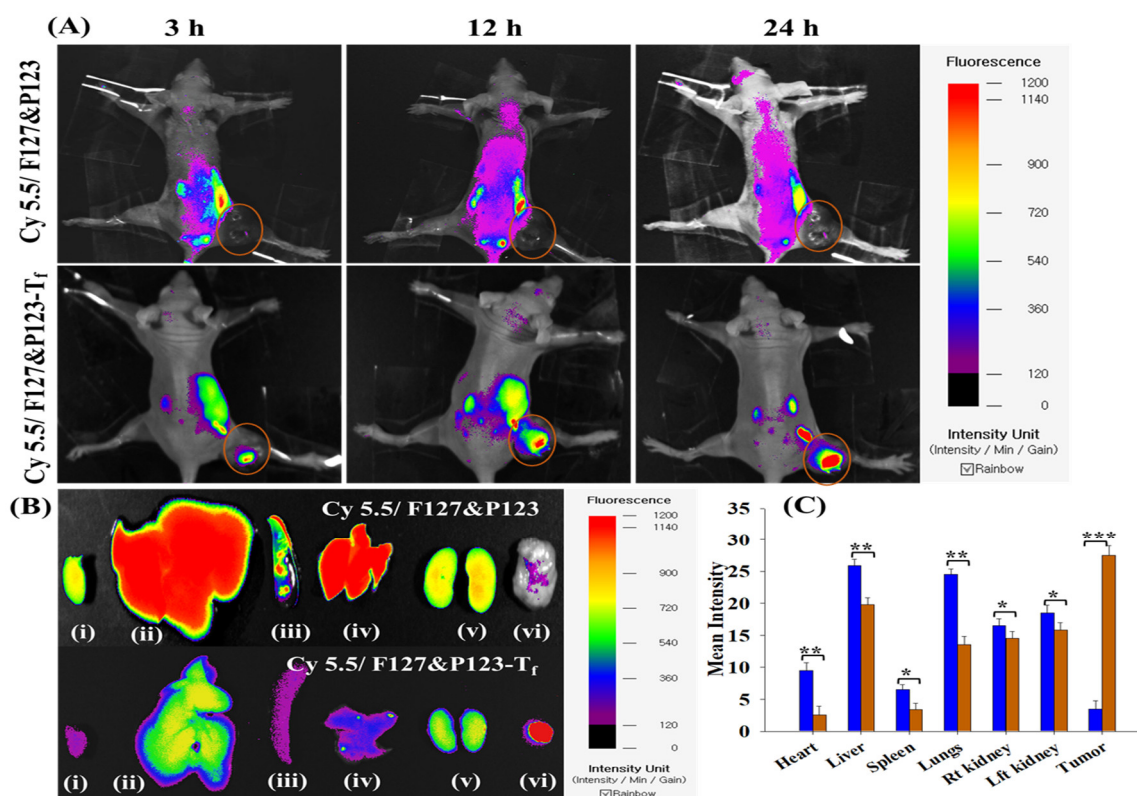 (A)
3 h
12 h
24 h
Cy 5.5/ F127&P123
Cy 5.5/ F127&P123-Tf
Fluorescence
1200
1140
900
720
540
360
120
0
Intensity Unit
(Intensity / Min / Gain)
Rainbow
(B)
Cy 5.5/ F127&P123
(i)
(ii)
(iii)
(iv)
(v)
(vi)
Cy 5.5/ F127&P123-Tf
(i)
(ii)
(iii)
(iv)
(v)
(vi)
Fluorescence
1200
1140
900
720
540
360
120
0
Intensity Unit
(Intensity / Min / Gain)
Rainbow
(C)
Mean Intensity
35
30
25
20
15
10
5
0
**
**
*
**
*
*
***
Heart
Liver
Spleen
Lungs
Rt kidney
Lft kidney
Tumor